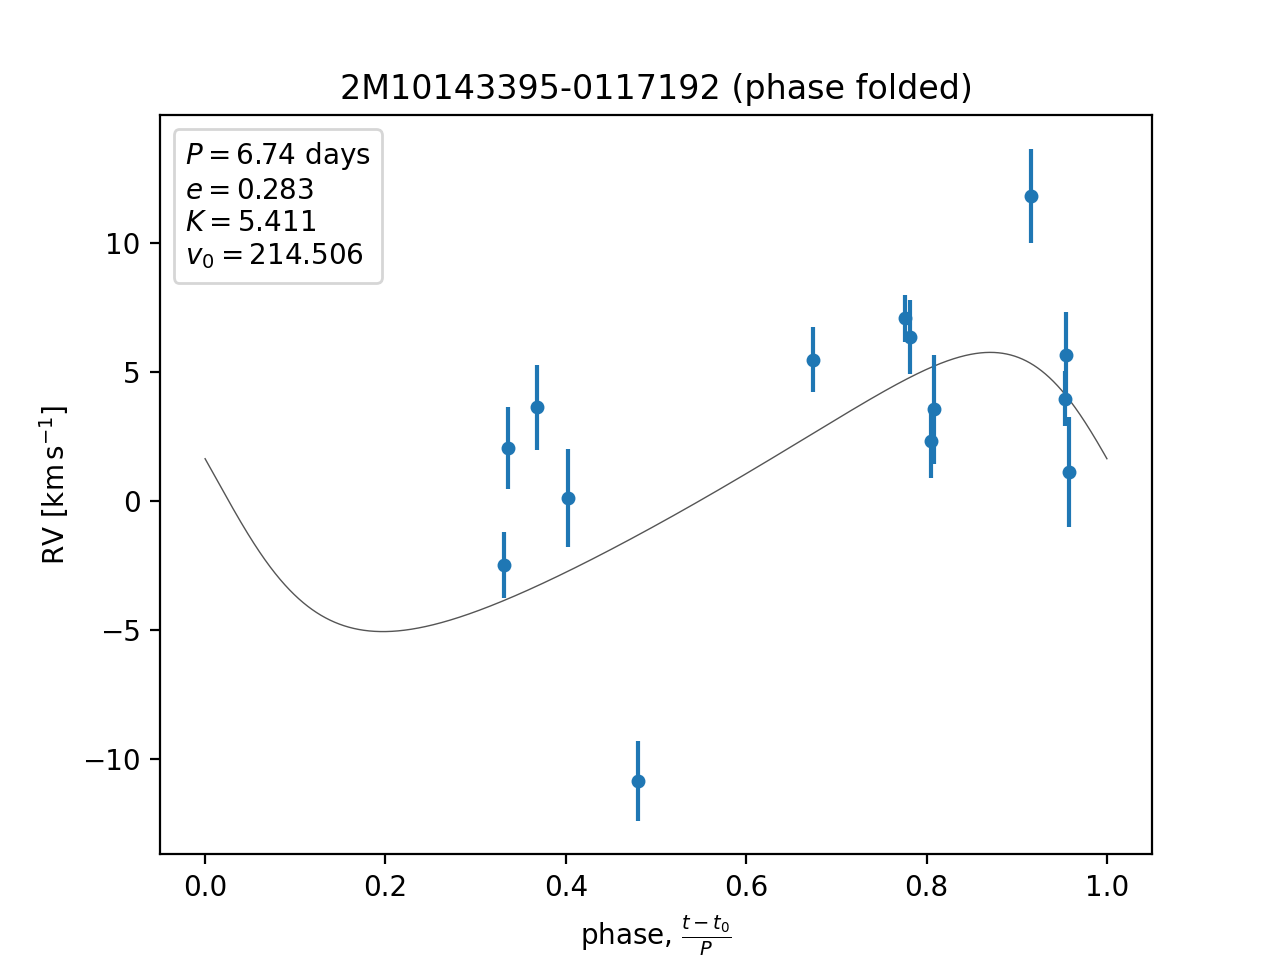 2M10143395-0117192 (phase folded)
P = 6.74 days
e = 0.283
K = 5.411
v₀ = 214.506
RV [km s⁻¹]
10
5
0
−5
−10
0.0 0.2 0.4 0.6 0.8 1.0
phase, (t − t₀)/P